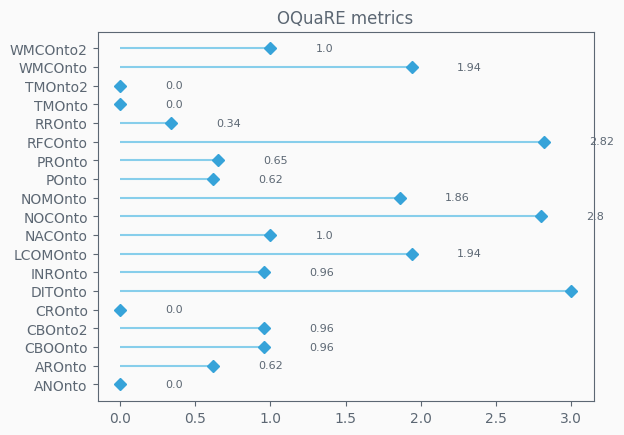 OQuaRE metrics
WMCOnto2 1.0
WMCOnto 1.94
TMOnto2 0.0
TMOnto 0.0
RROnto 0.34
RFCOnto 2.82
PROnto 0.65
POnto 0.62
NOMOnto 1.86
NOCOnto 2.8
NACOnto 1.0
LCOMOnto 1.94
INROnto 0.96
DITOnto
CROnto 0.0
CBOnto2 0.96
CBOOnto 0.96
AROnto 0.62
ANOnto 0.0
0.0 0.5 1.0 1.5 2.0 2.5 3.0